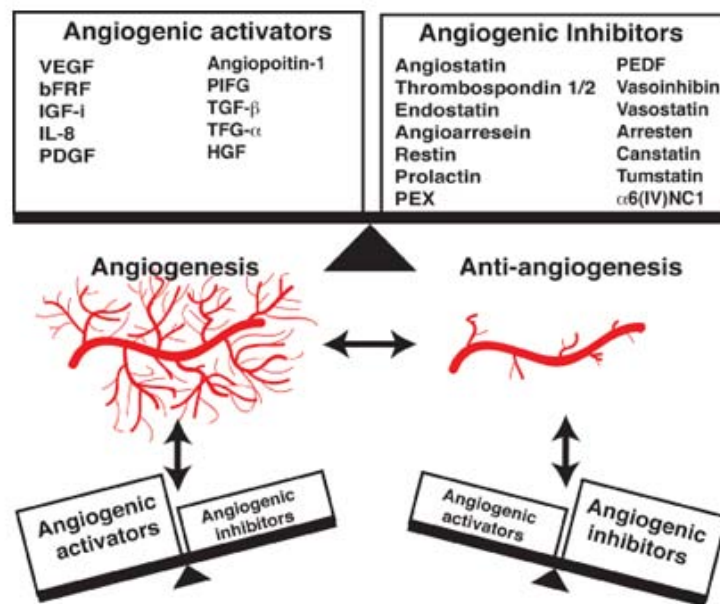 Angiogenic activators
VEGF
bFRF
IGF-i
IL-8
PDGF
Angiopoitin-1
PIFG
TGF-β
TFG-α
HGF
Angiogenic Inhibitors
Angiostatin
Thrombospondin 1/2
Endostatin
Angioarresein
Restin
Prolactin
PEX
PEDF
Vasoinhibin
Vasostatin
Arresten
Canstatin
Tumstatin
α6(IV)NC1
Angiogenesis
Anti-angiogenesis
Angiogenic
activators
Angiogenic
inhibitors
Angiogenic
activators
Angiogenic
inhibitors